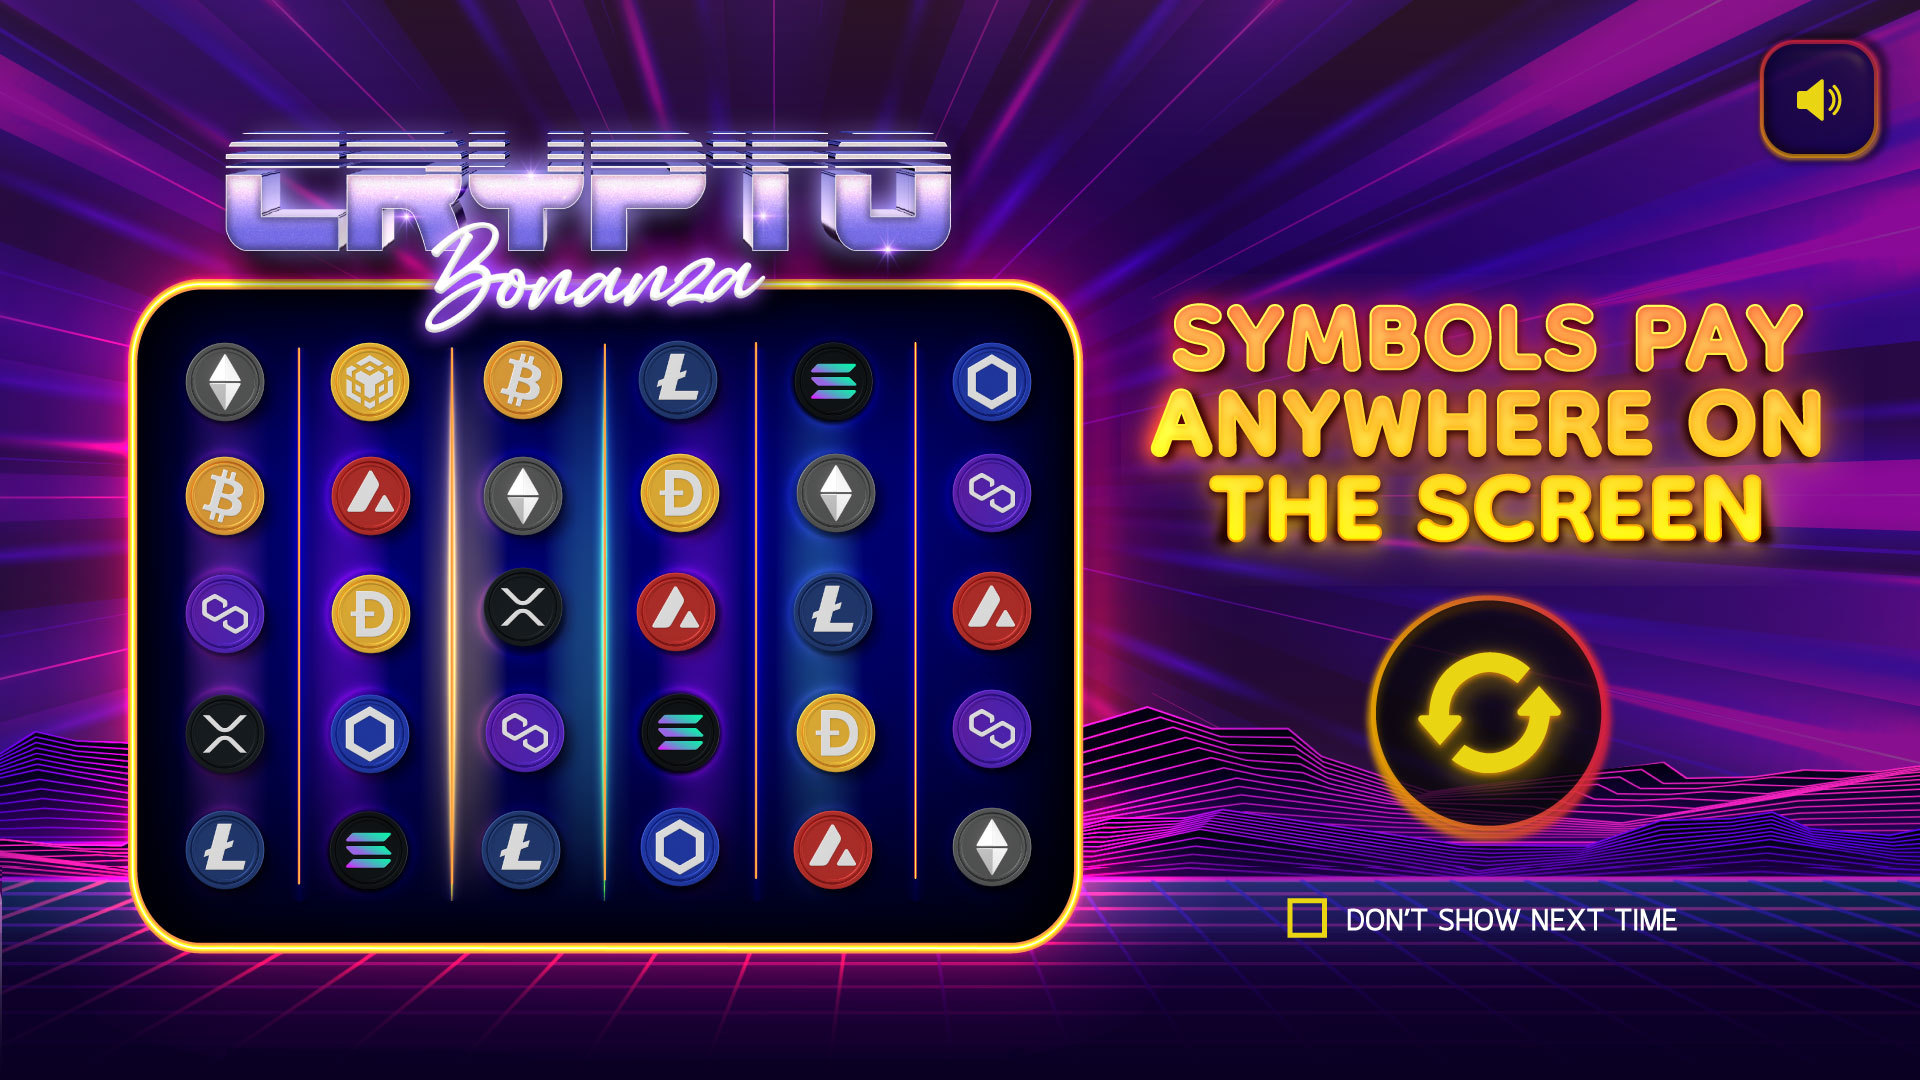 CRYPTO
Bonanza
SYMBOLS PAY
ANYWHERE ON
THE SCREEN
DON'T SHOW NEXT TIME